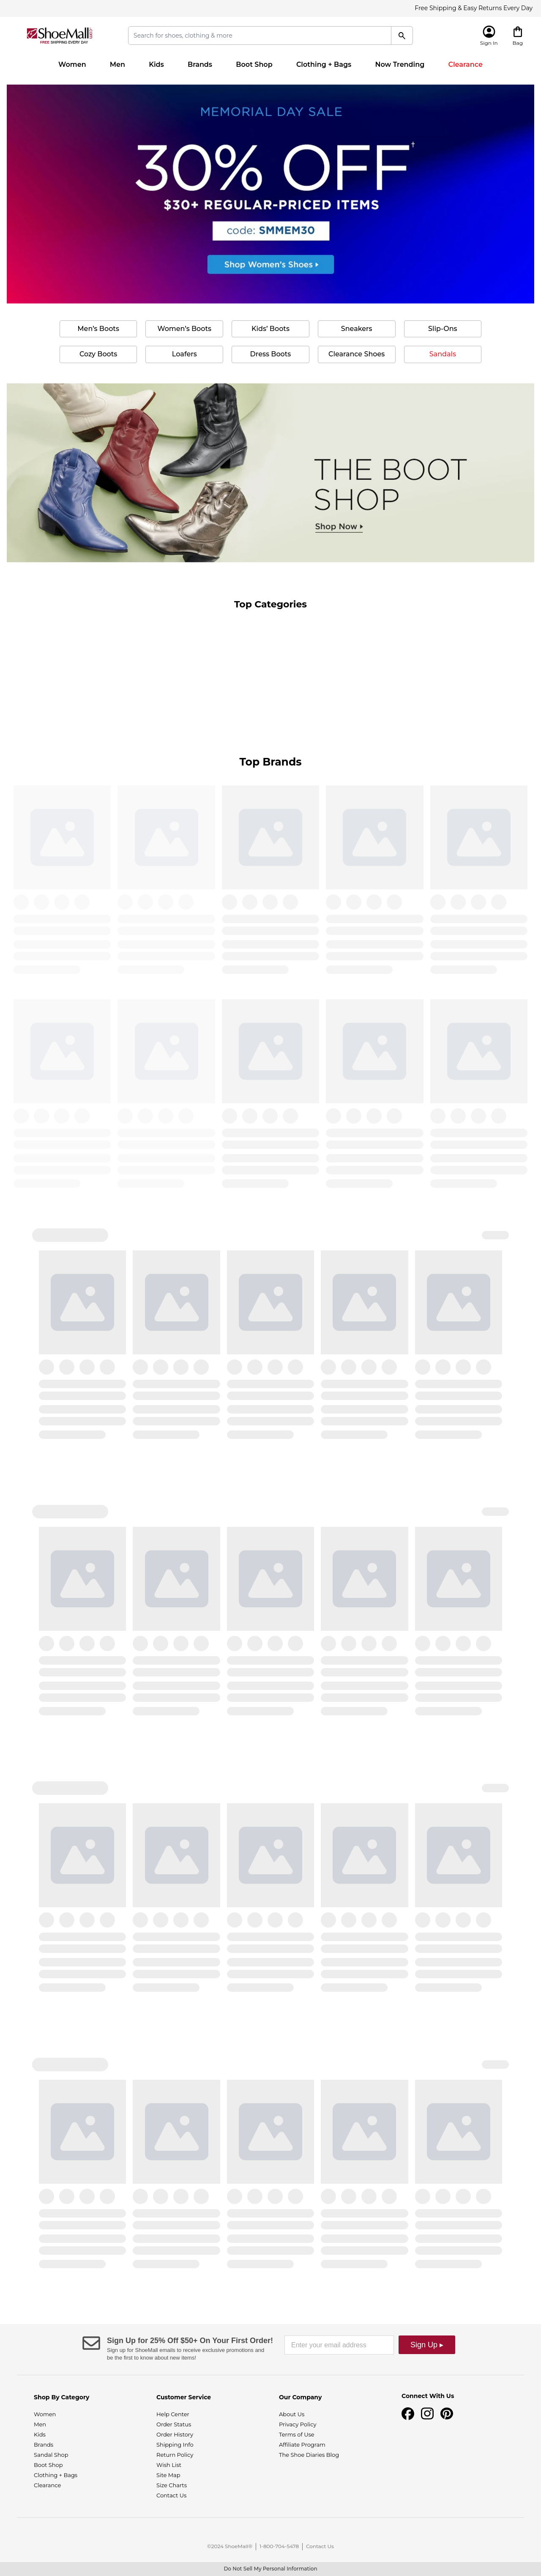 Free Shipping & Easy Returns Every Day
ShoeMall
FREE SHIPPING EVERY DAY
Search for shoes, clothing & more
Sign In
Bag
Women Men Kids Brands Boot Shop Clothing + Bags Now Trending Clearance
MEMORIAL DAY SALE
30% OFF†
$30+ REGULAR-PRICED ITEMS
code: SMMEM30
Shop Women's Shoes ▸
Men's Boots Women's Boots Kids' Boots Sneakers Slip-Ons
Cozy Boots Loafers Dress Boots Clearance Shoes Sandals
THE BOOT
SHOP
Shop Now ▸
Top Categories
Top Brands
Sign Up for 25% Off $50+ On Your First Order!
Sign up for ShoeMall emails to receive exclusive promotions and
be the first to know about new items!
Enter your email address
Sign Up ▸
Shop By Category
Women
Men
Kids
Brands
Sandal Shop
Boot Shop
Clothing + Bags
Clearance
Customer Service
Help Center
Order Status
Order History
Shipping Info
Return Policy
Wish List
Site Map
Size Charts
Contact Us
Our Company
About Us
Privacy Policy
Terms of Use
Affiliate Program
The Shoe Diaries Blog
Connect With Us
©2024 ShoeMall® | 1-800-704-5478 | Contact Us
Do Not Sell My Personal Information